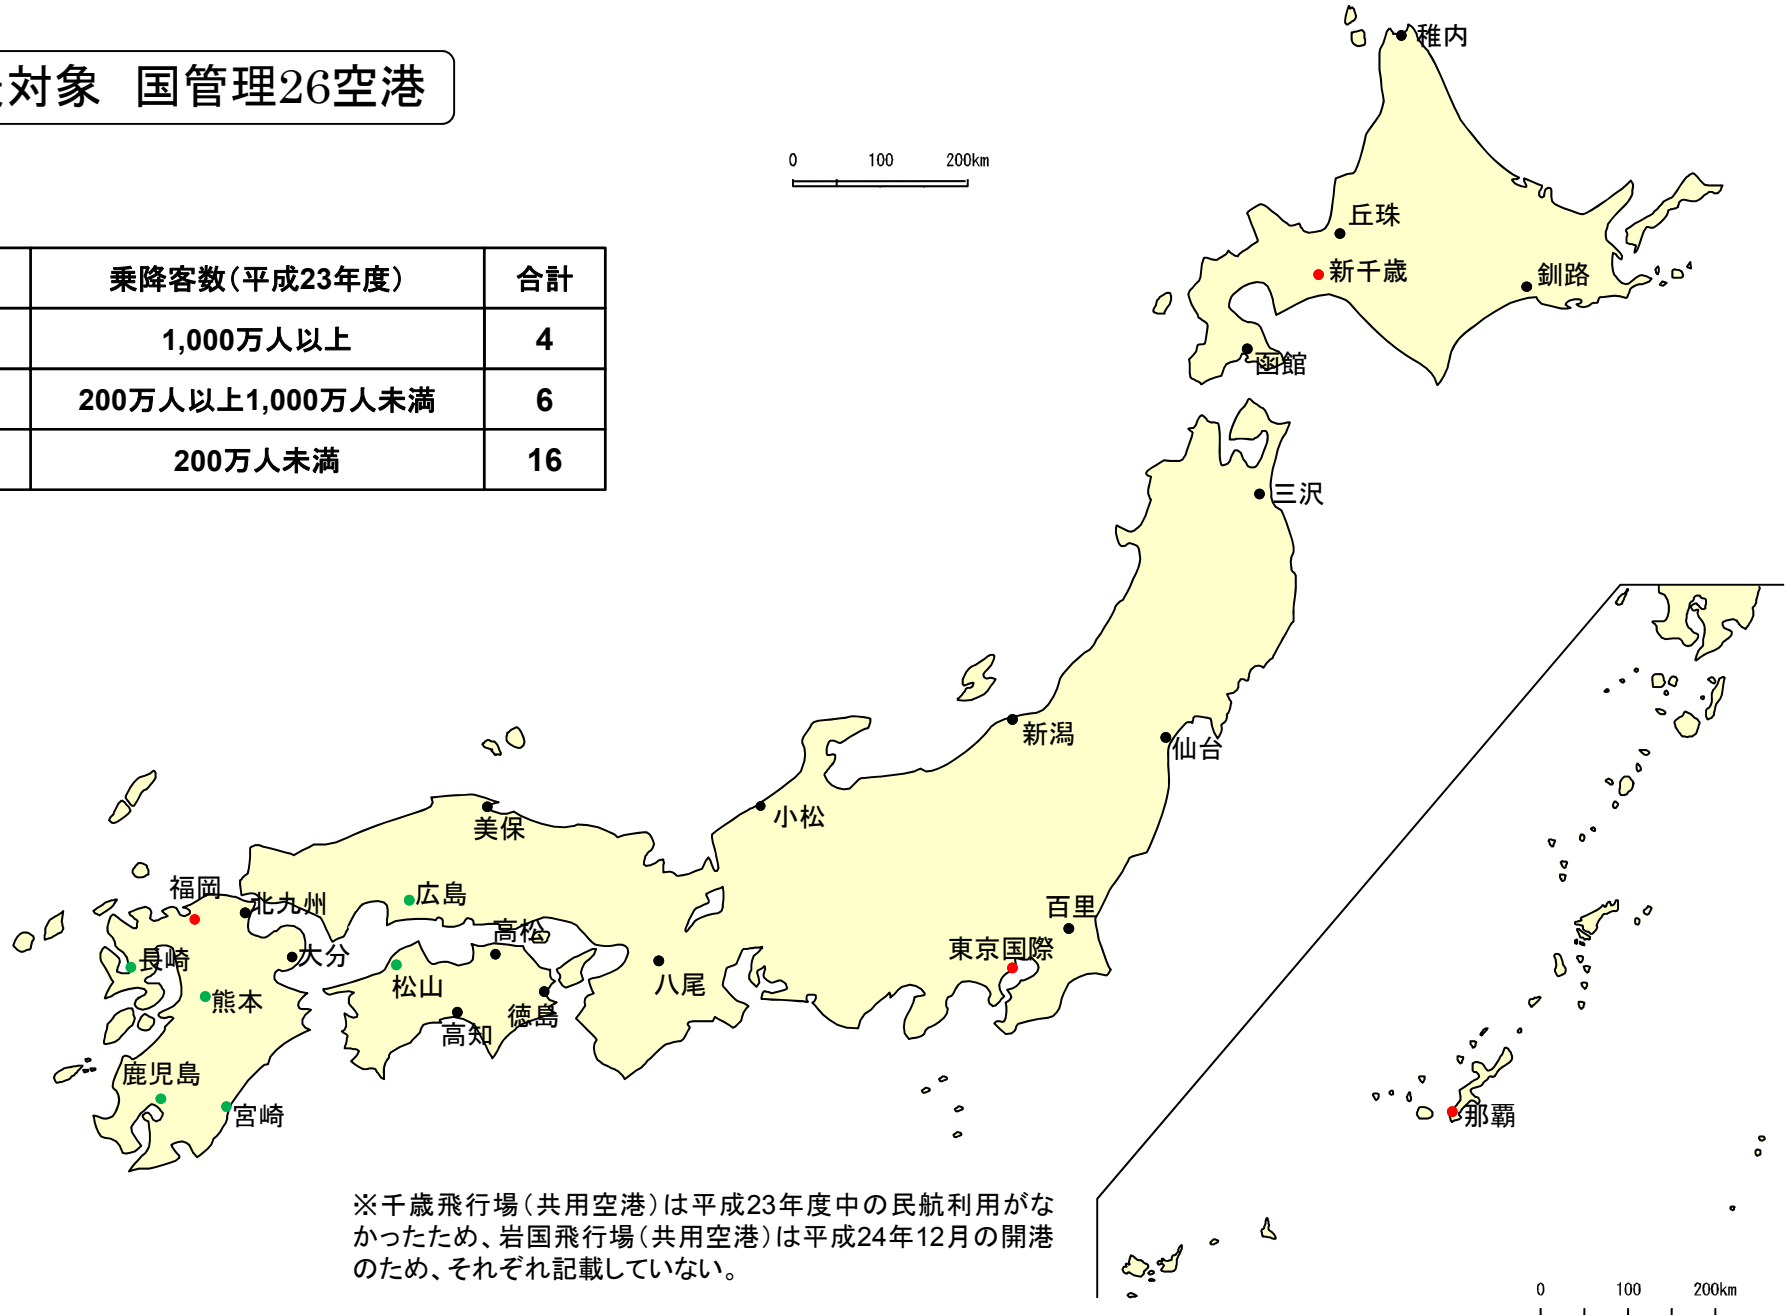 対象　国管理26空港
0 100 200km
乗降客数（平成23年度） 合計
1,000万人以上 4
200万人以上1,000万人未満 6
200万人未満 16
稚内
丘珠
新千歳
釧路
函館
三沢
新潟
仙台
小松
美保
福岡
北九州
広島
百里
高松
東京国際
長崎
大分
松山
八尾
熊本
徳島
高知
鹿児島
宮崎
那覇
※千歳飛行場（共用空港）は平成23年度中の民航利用がな
かったため、岩国飛行場（共用空港）は平成24年12月の開港
のため、それぞれ記載していない。
0 100 200km